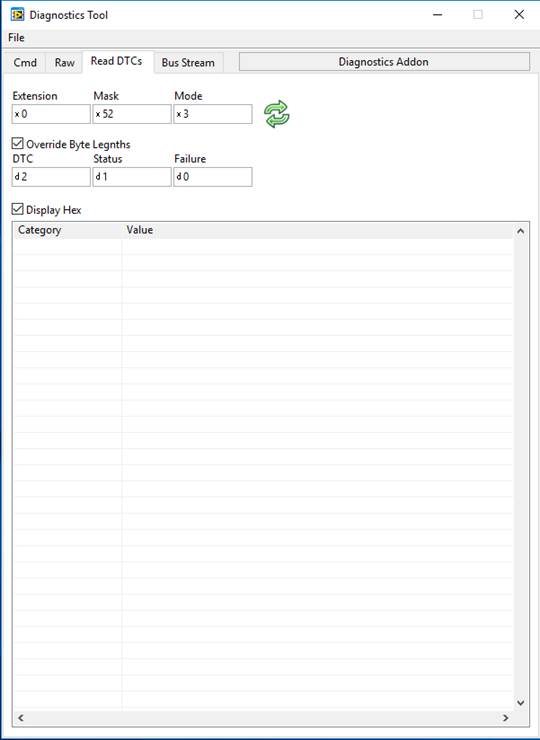 Diagnostics Tool
File
Cmd Raw Read DTCs Bus Stream Diagnostics Addon
Extension Mask Mode
x 0 x 52 x 3
Override Byte Legnths
DTC Status Failure
d 2 d 1 d 0
Display Hex
Category Value